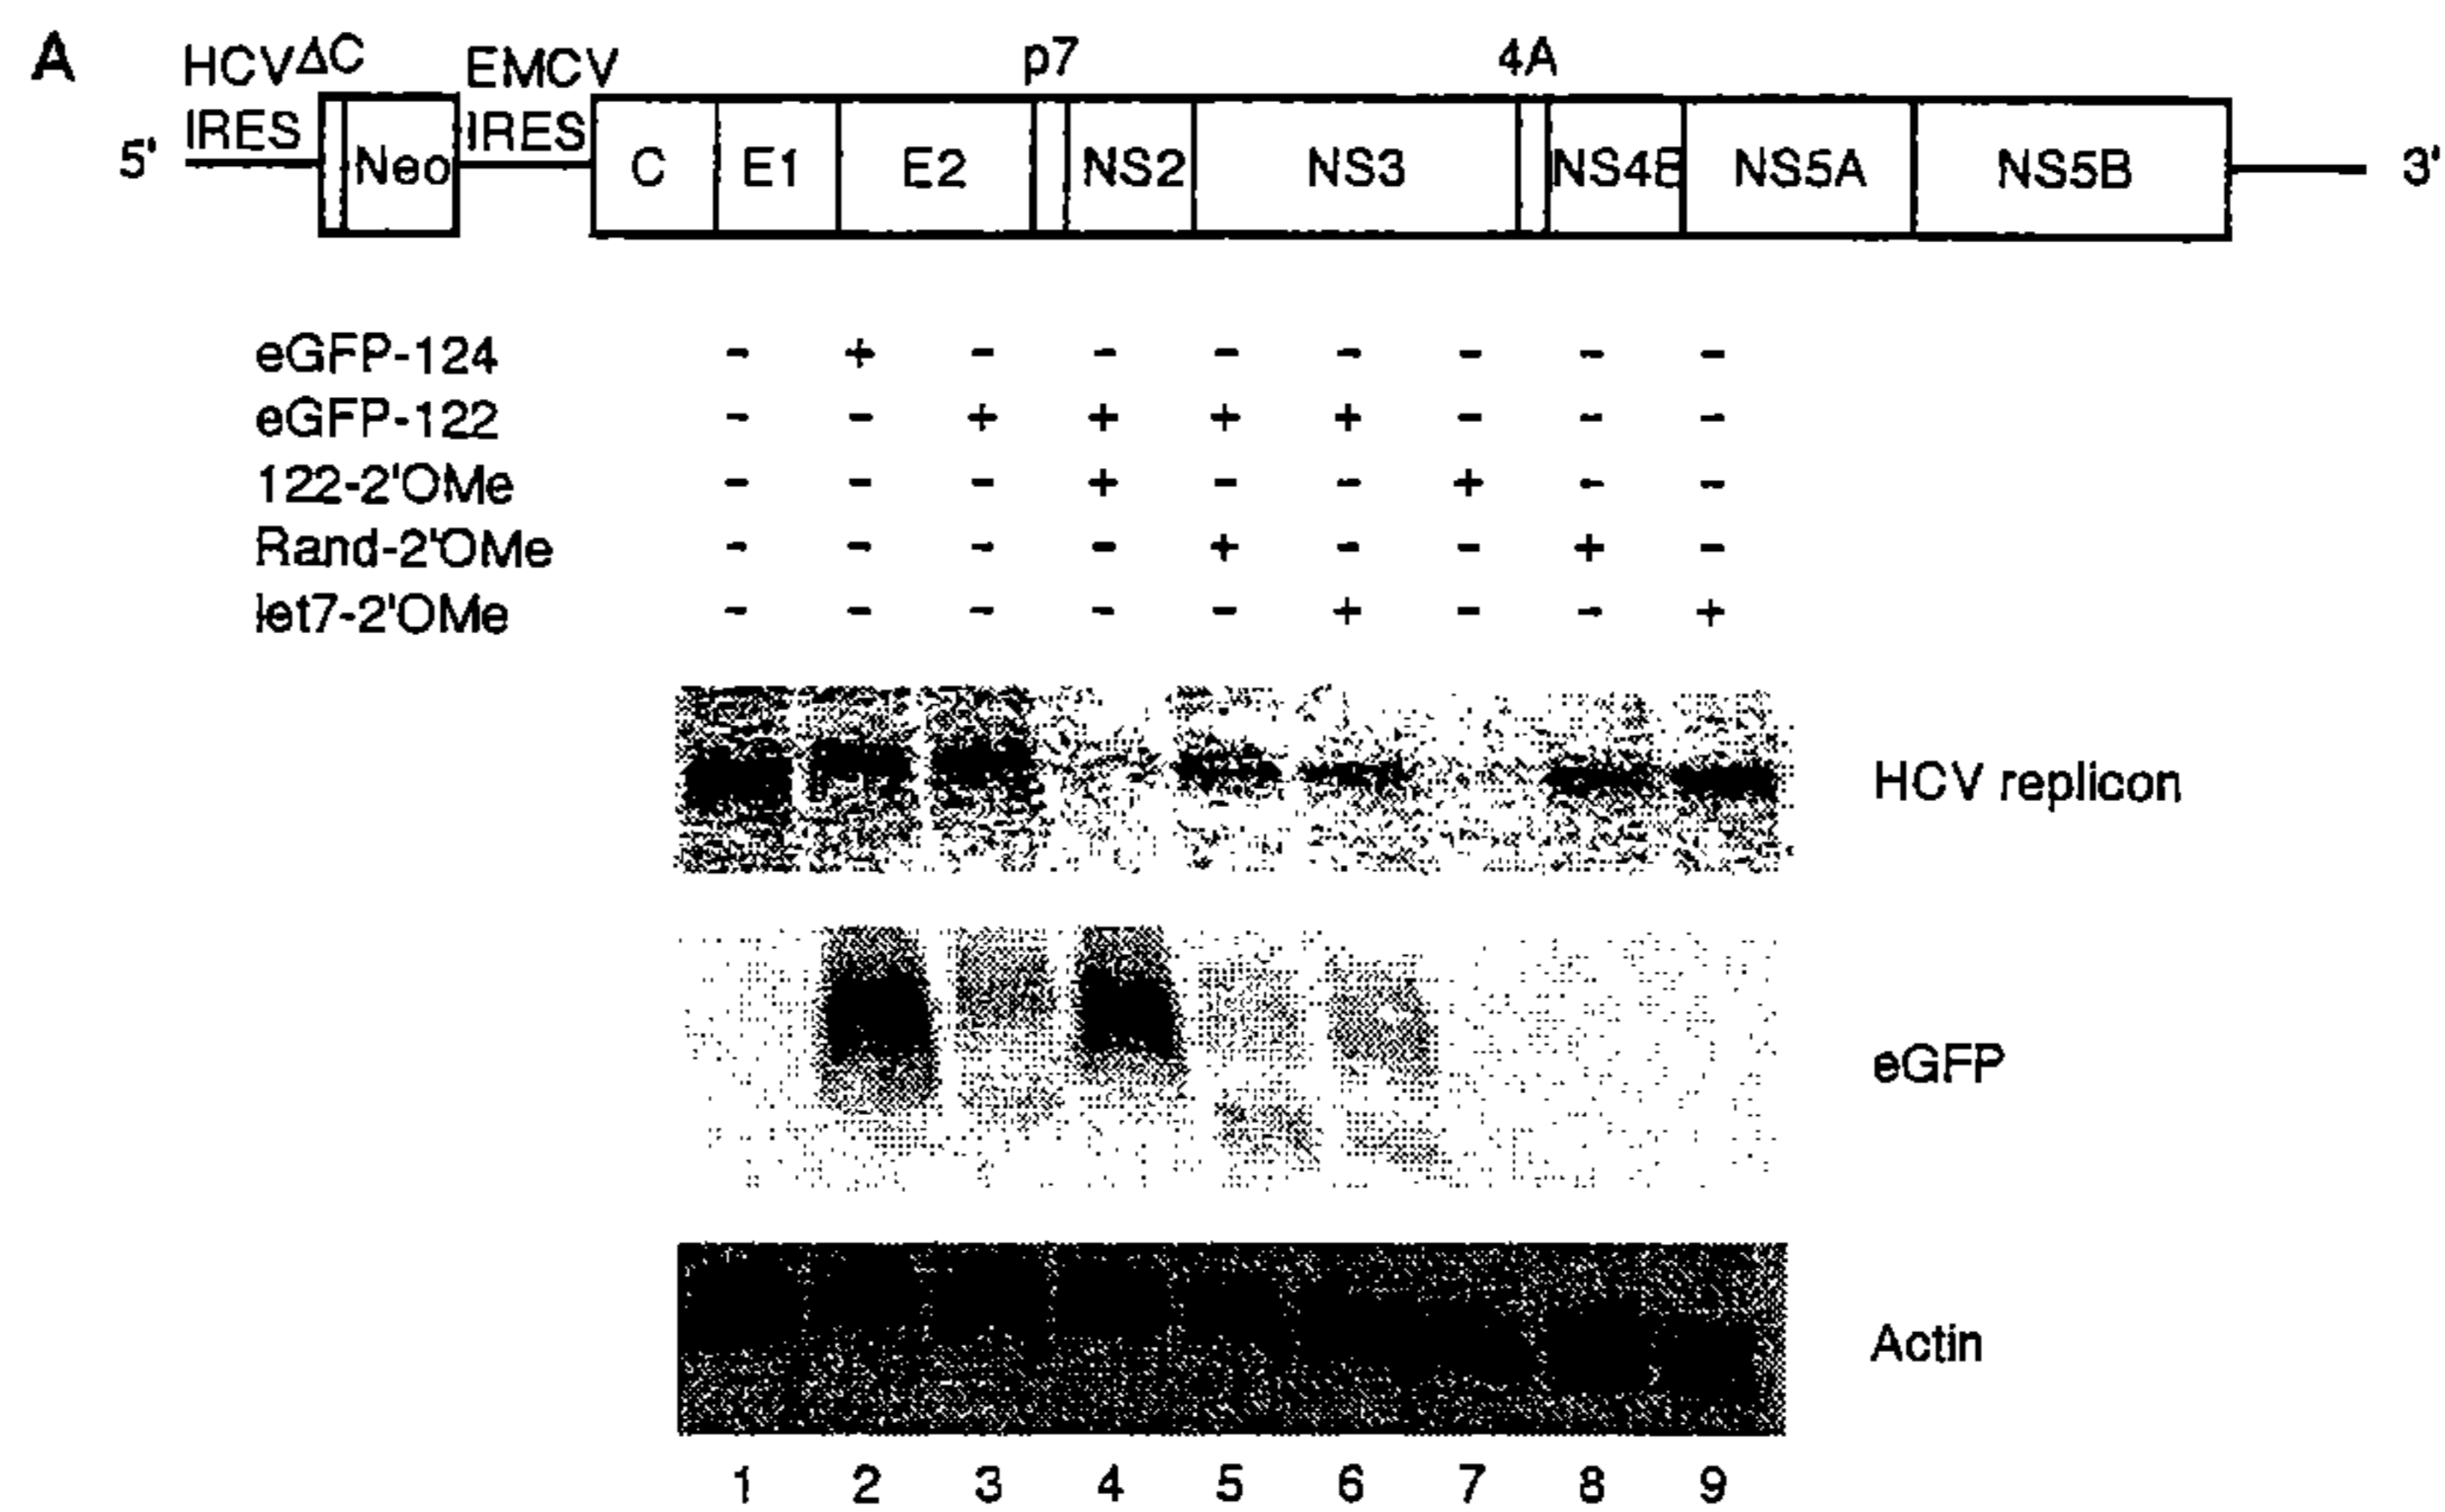 A
HCV ΔC EMCV p7 4A
5' IRES Neo IRES C E1 E2 NS2 NS3 NS4B NS5A NS5B 3'
eGFP-124 - + - - - - - - -
eGFP-122 - - + + + + - - -
122-2'OMe - - - + - - + - -
Rand-2'OMe - - - - + - - + -
let7-2'OMe - - - - - + - - +
HCV replicon
eGFP
Actin
1 2 3 4 5 6 7 8 9